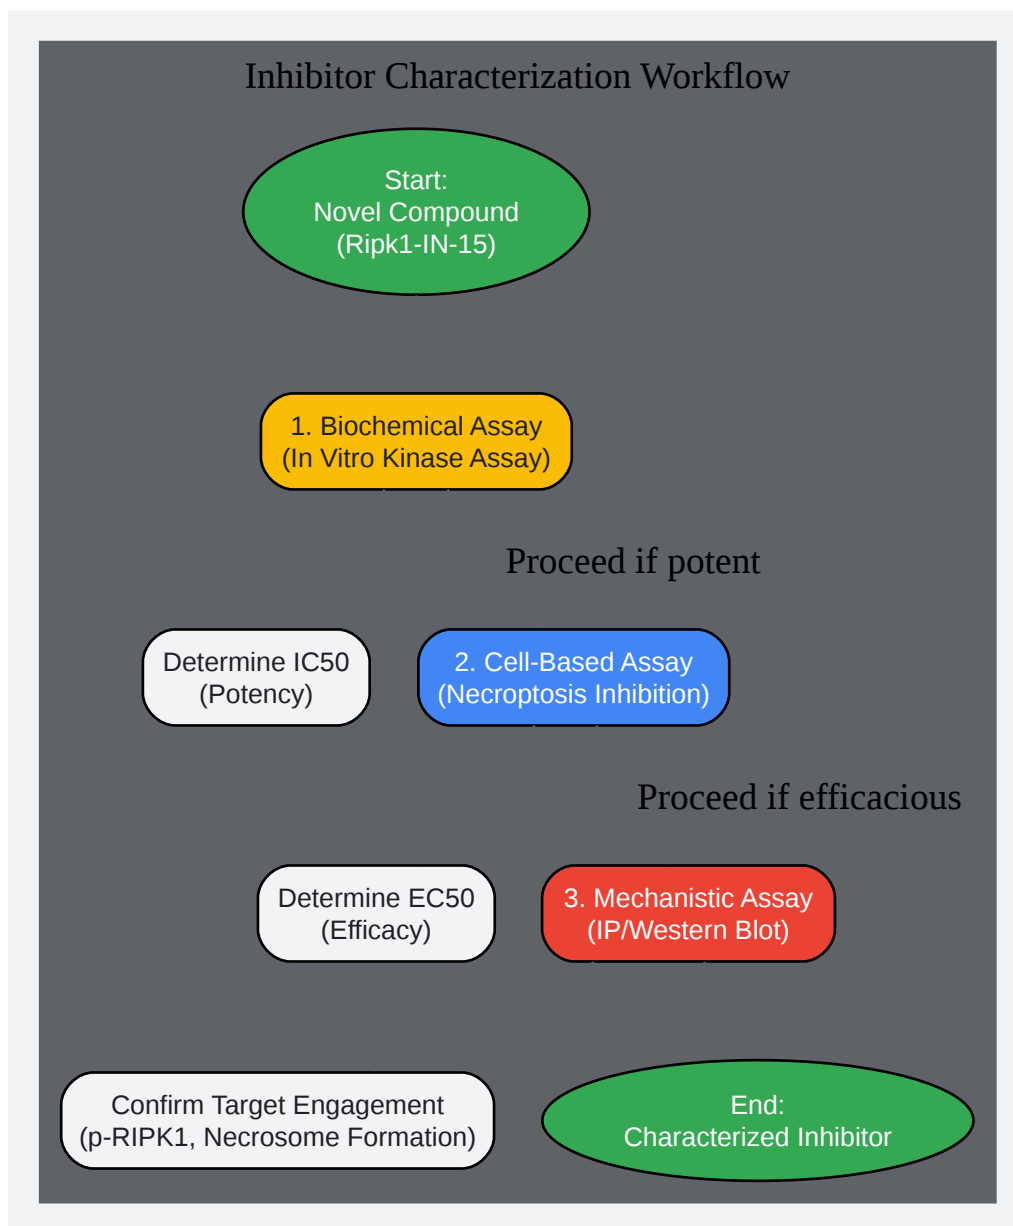 Inhibitor Characterization Workflow
Start:
Novel Compound
(Ripk1-IN-15)
1. Biochemical Assay
(In Vitro Kinase Assay)
Proceed if potent
Determine IC50
(Potency)
2. Cell-Based Assay
(Necroptosis Inhibition)
Proceed if efficacious
Determine EC50
(Efficacy)
3. Mechanistic Assay
(IP/Western Blot)
Confirm Target Engagement
(p-RIPK1, Necrosome Formation)
End:
Characterized Inhibitor